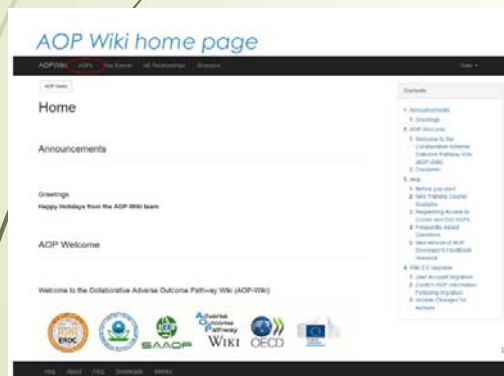 AOP Wiki home page
AOPWiki AOPs Key Events KE Relationships Stressors
Home
Announcements
Greetings
Happy Holidays from the AOP-Wiki team
AOP Welcome
Welcome to the Collaborative Adverse Outcome Pathway Wiki (AOP-Wiki)
ERDC
SAAOP
Adverse
Outcome
Pathway
WIKI
OECD
Contents
1. Announcements
1. Greetings
2. AOP Welcome
1. Welcome to the
Collaborative Adverse
Outcome Pathway Wiki
(AOP-Wiki)
2. Disclaimer
3. Help
1. Before you start
2. New Training Course
Available
3. Requesting Access to
Create and Edit AOPs
4. Frequently Asked
Questions
5. New version of AOP
Developer's Handbook
released
4. Wiki 2.0 upgrade
1. User Account Migration
2. Confirm AOP Information
Following Migration
3. Notable Changes for
Authors
FAQ About FAQ Downloads Metrics